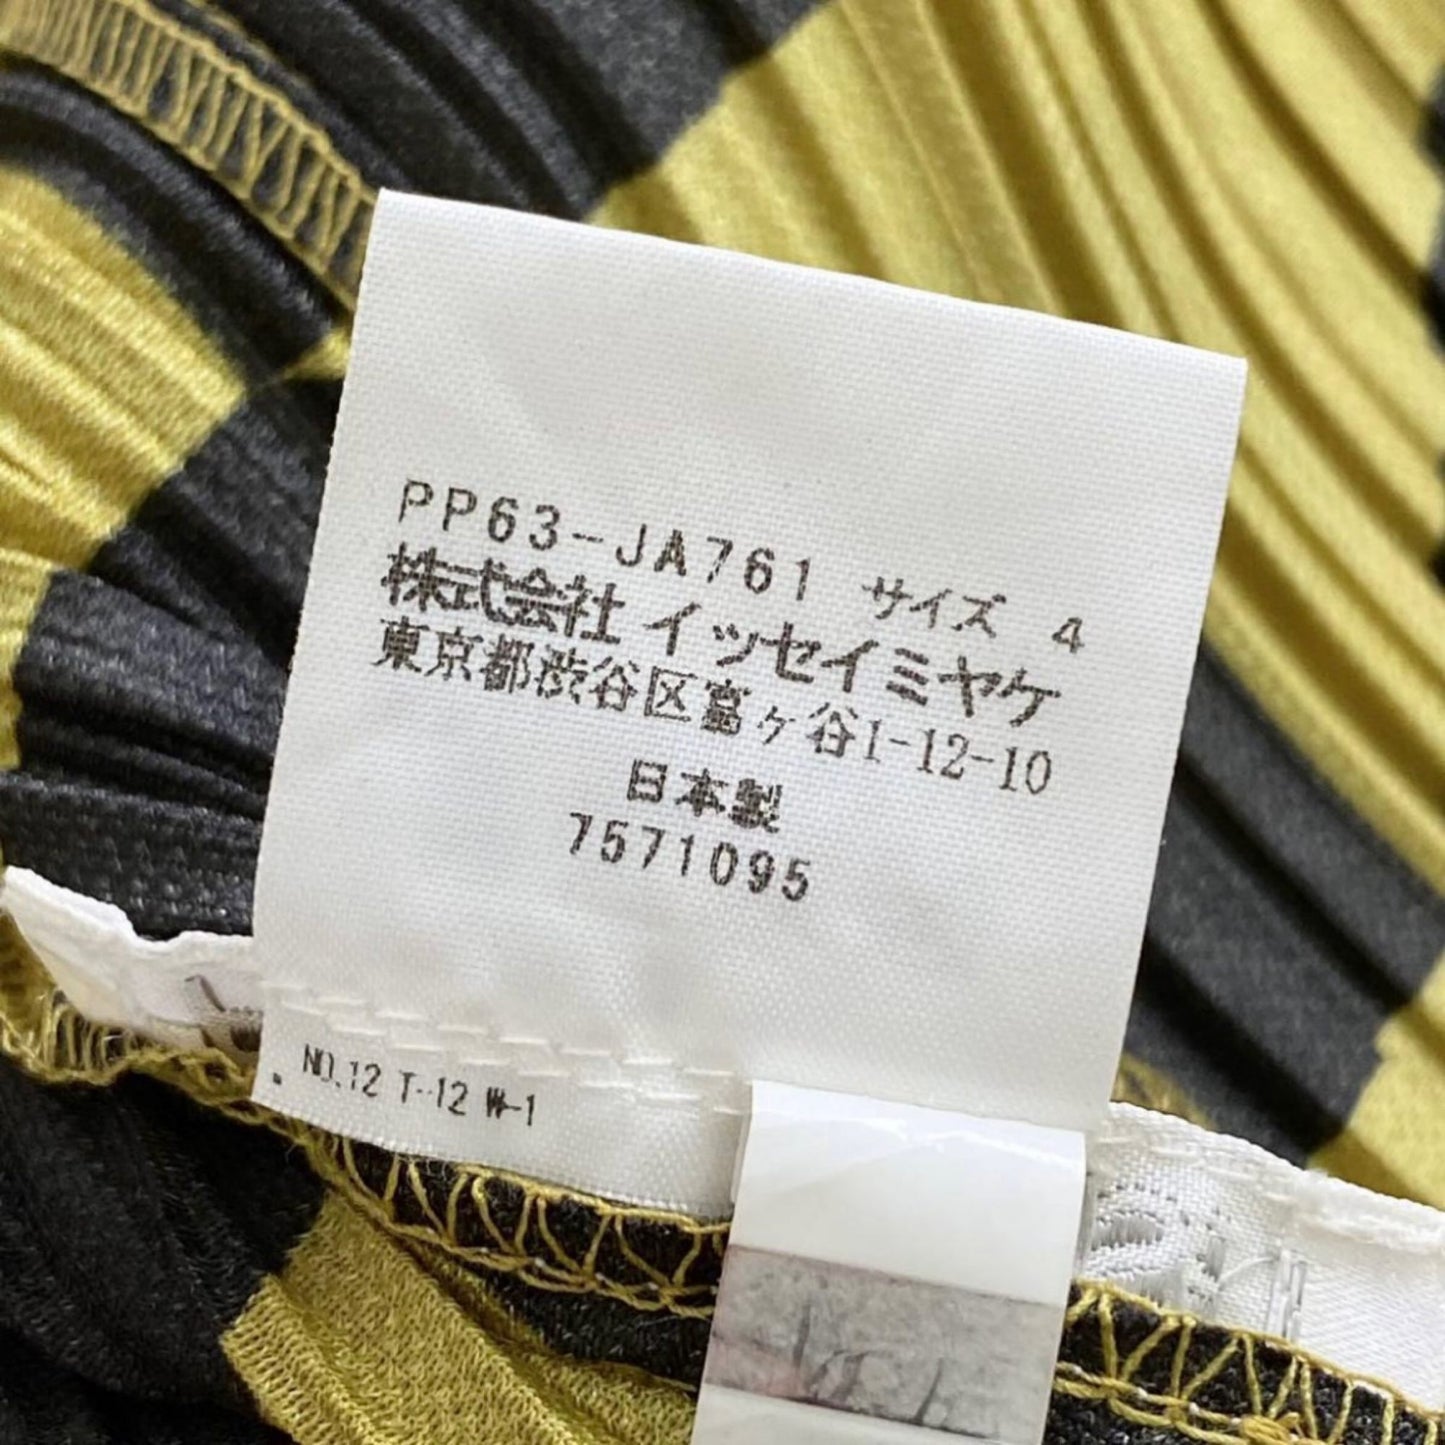 PP63-JA761 サイズ 4
株式会社 イッセイミヤケ
東京都渋谷区富ヶ谷1-12-10
日本製
7571095
NO.12 T-12 W-1